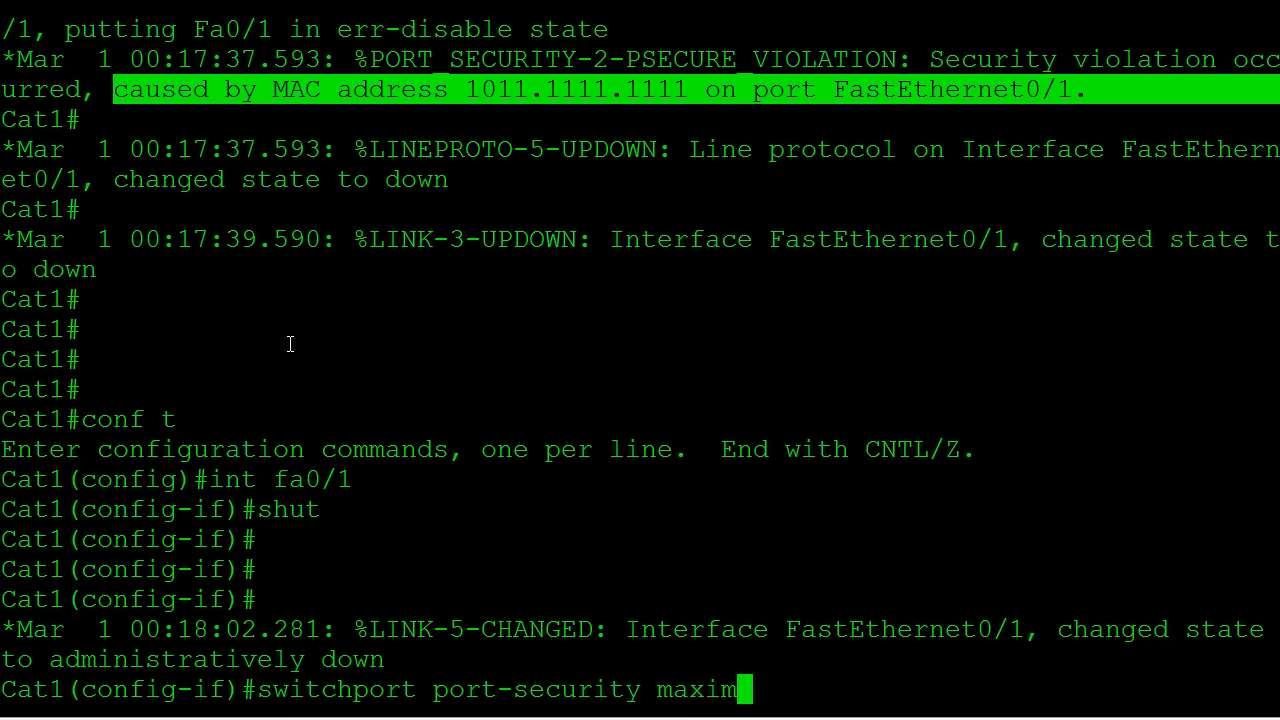 /1, putting Fa0/1 in err-disable state
*Mar  1 00:17:37.593: %PORT_SECURITY-2-PSECURE_VIOLATION: Security violation occ
urred, caused by MAC address 1011.1111.1111 on port FastEthernet0/1.
Cat1#
*Mar  1 00:17:37.593: %LINEPROTO-5-UPDOWN: Line protocol on Interface FastEthern
et0/1, changed state to down
Cat1#
*Mar  1 00:17:39.590: %LINK-3-UPDOWN: Interface FastEthernet0/1, changed state t
o down
Cat1#
Cat1#
Cat1#
Cat1#
Cat1#conf t
Enter configuration commands, one per line.  End with CNTL/Z.
Cat1(config)#int fa0/1
Cat1(config-if)#shut
Cat1(config-if)#
Cat1(config-if)#
Cat1(config-if)#
*Mar  1 00:18:02.281: %LINK-5-CHANGED: Interface FastEthernet0/1, changed state
to administratively down
Cat1(config-if)#switchport port-security maxim